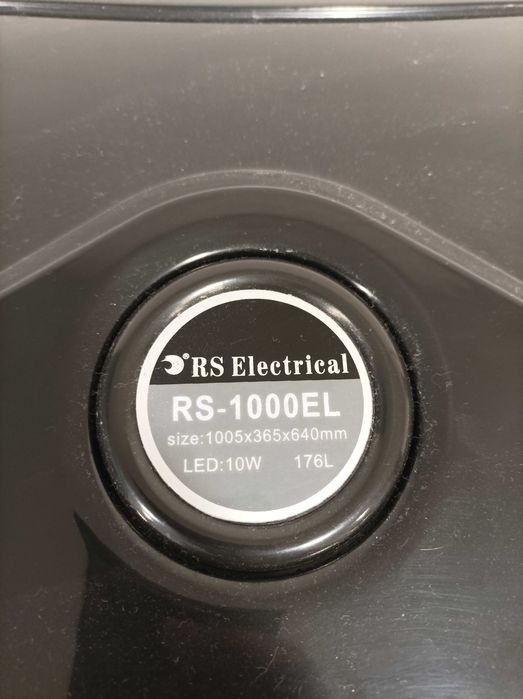 ®RS Electrical
RS-1000EL
size:1005x365x640mm
LED:10W 176L